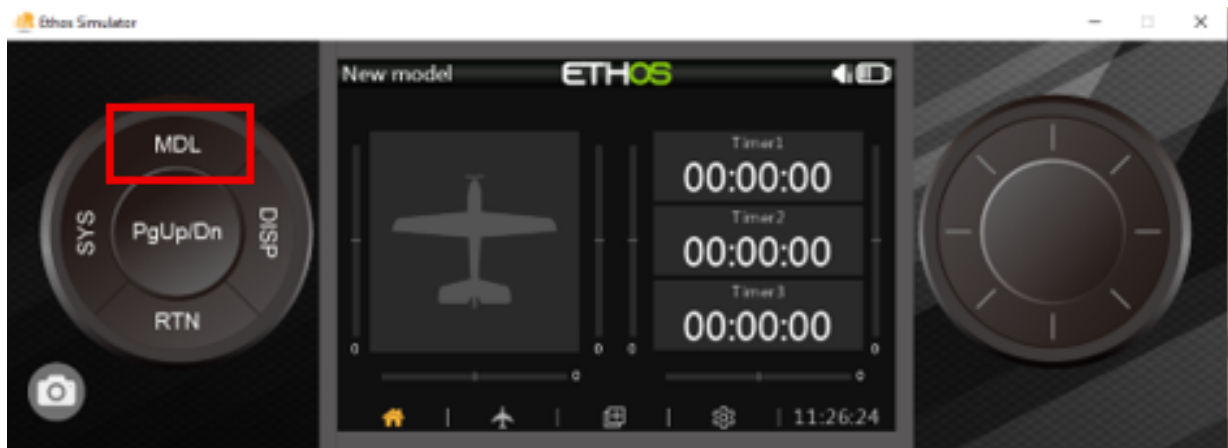 Ethos Simulator
New model
ETHOS
MDL
SYS
PgUp/Dn
DISP
RTN
Timer1
00:00:00
Timer2
00:00:00
Timer3
00:00:00
0
0
0
0
0
0
11:26:24